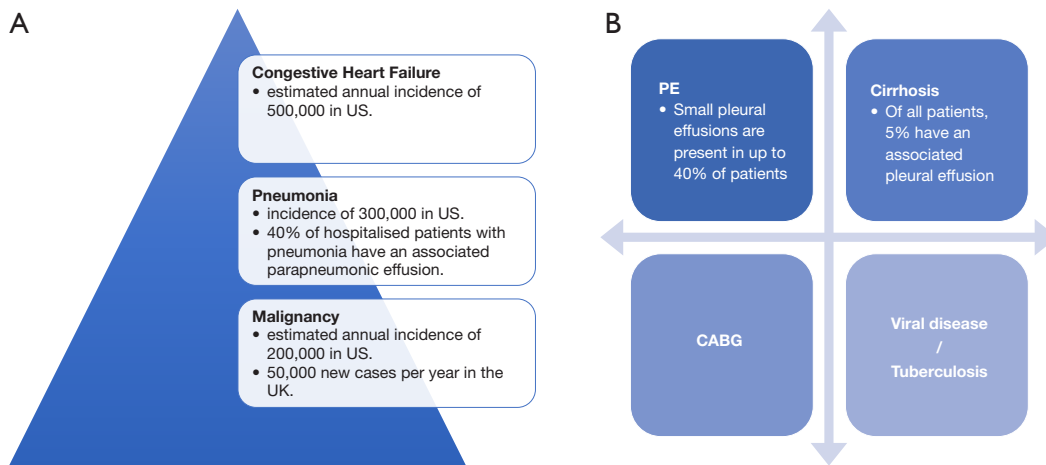 A
Congestive Heart Failure
• estimated annual incidence of
500,000 in US.
Pneumonia
• incidence of 300,000 in US.
• 40% of hospitalised patients with
pneumonia have an associated
parapneumonic effusion.
Malignancy
• estimated annual incidence of
200,000 in US.
• 50,000 new cases per year in the
UK.
B
PE
• Small pleural
effusions are
present in up to
40% of patients
Cirrhosis
• Of all patients,
5% have an
associated
pleural effusion
CABG
Viral disease
/
Tuberculosis